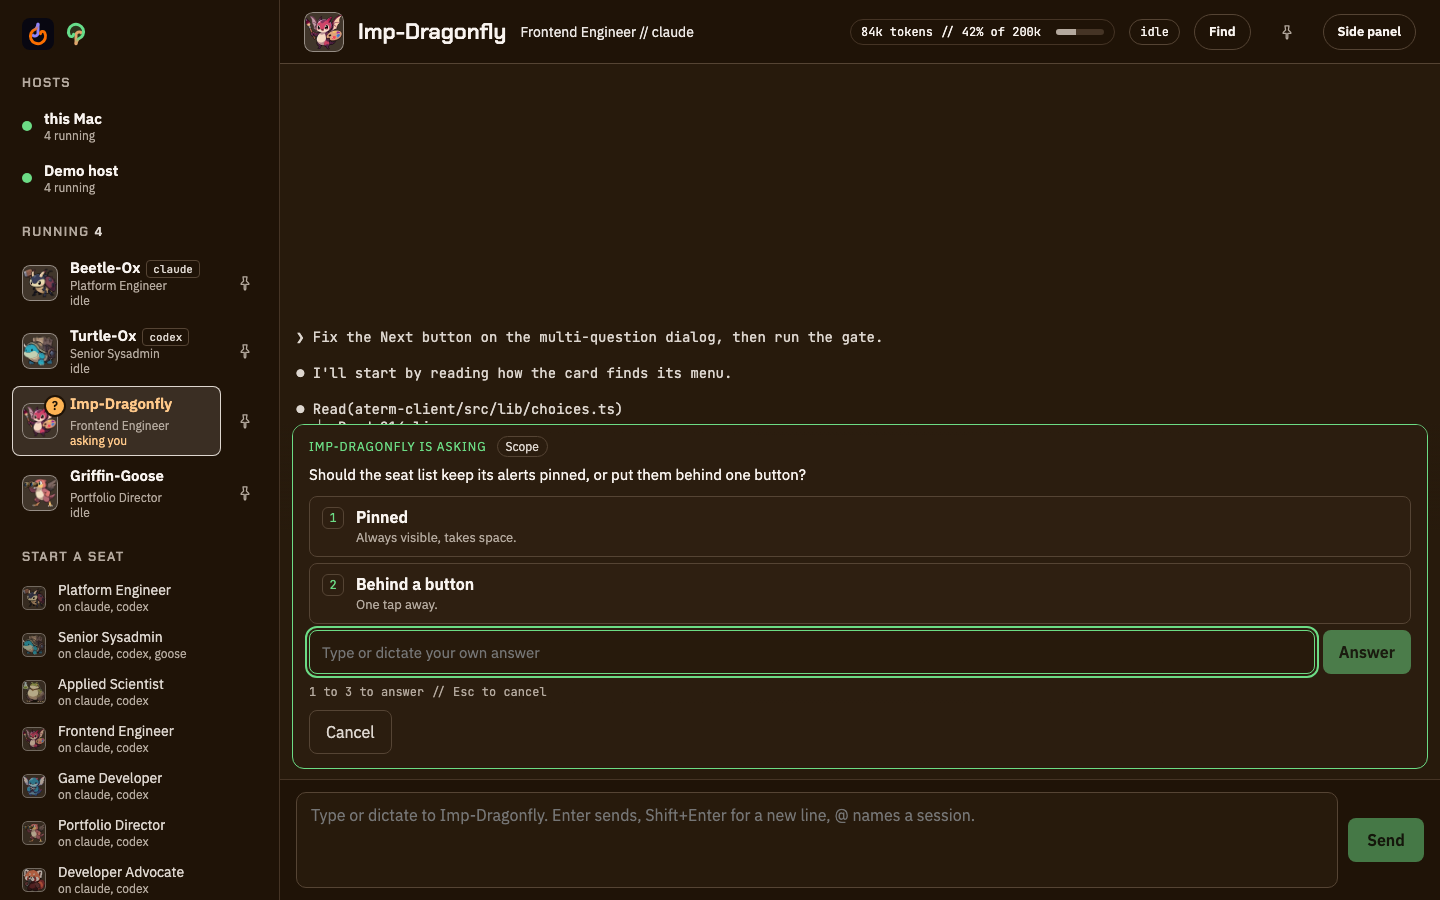 HOSTS
this Mac
4 running
Demo host
4 running
RUNNING 4
Beetle-Ox claude
Platform Engineer
idle
Turtle-Ox codex
Senior Sysadmin
idle
? Imp-Dragonfly
Frontend Engineer
asking you
Griffin-Goose
Portfolio Director
idle
START A SEAT
Platform Engineer
on claude, codex
Senior Sysadmin
on claude, codex, goose
Applied Scientist
on claude, codex
Frontend Engineer
on claude, codex
Game Developer
on claude, codex
Portfolio Director
on claude, codex
Developer Advocate
on claude, codex
Imp-Dragonfly Frontend Engineer // claude
84k tokens // 42% of 200k
idle
Find
Side panel
❯ Fix the Next button on the multi-question dialog, then run the gate.
● I'll start by reading how the card finds its menu.
● Read(aterm-client/src/lib/choices.ts)
IMP-DRAGONFLY IS ASKING Scope
Should the seat list keep its alerts pinned, or put them behind one button?
1 Pinned
Always visible, takes space.
2 Behind a button
One tap away.
Type or dictate your own answer
Answer
1 to 3 to answer // Esc to cancel
Cancel
Type or dictate to Imp-Dragonfly. Enter sends, Shift+Enter for a new line, @ names a session.
Send